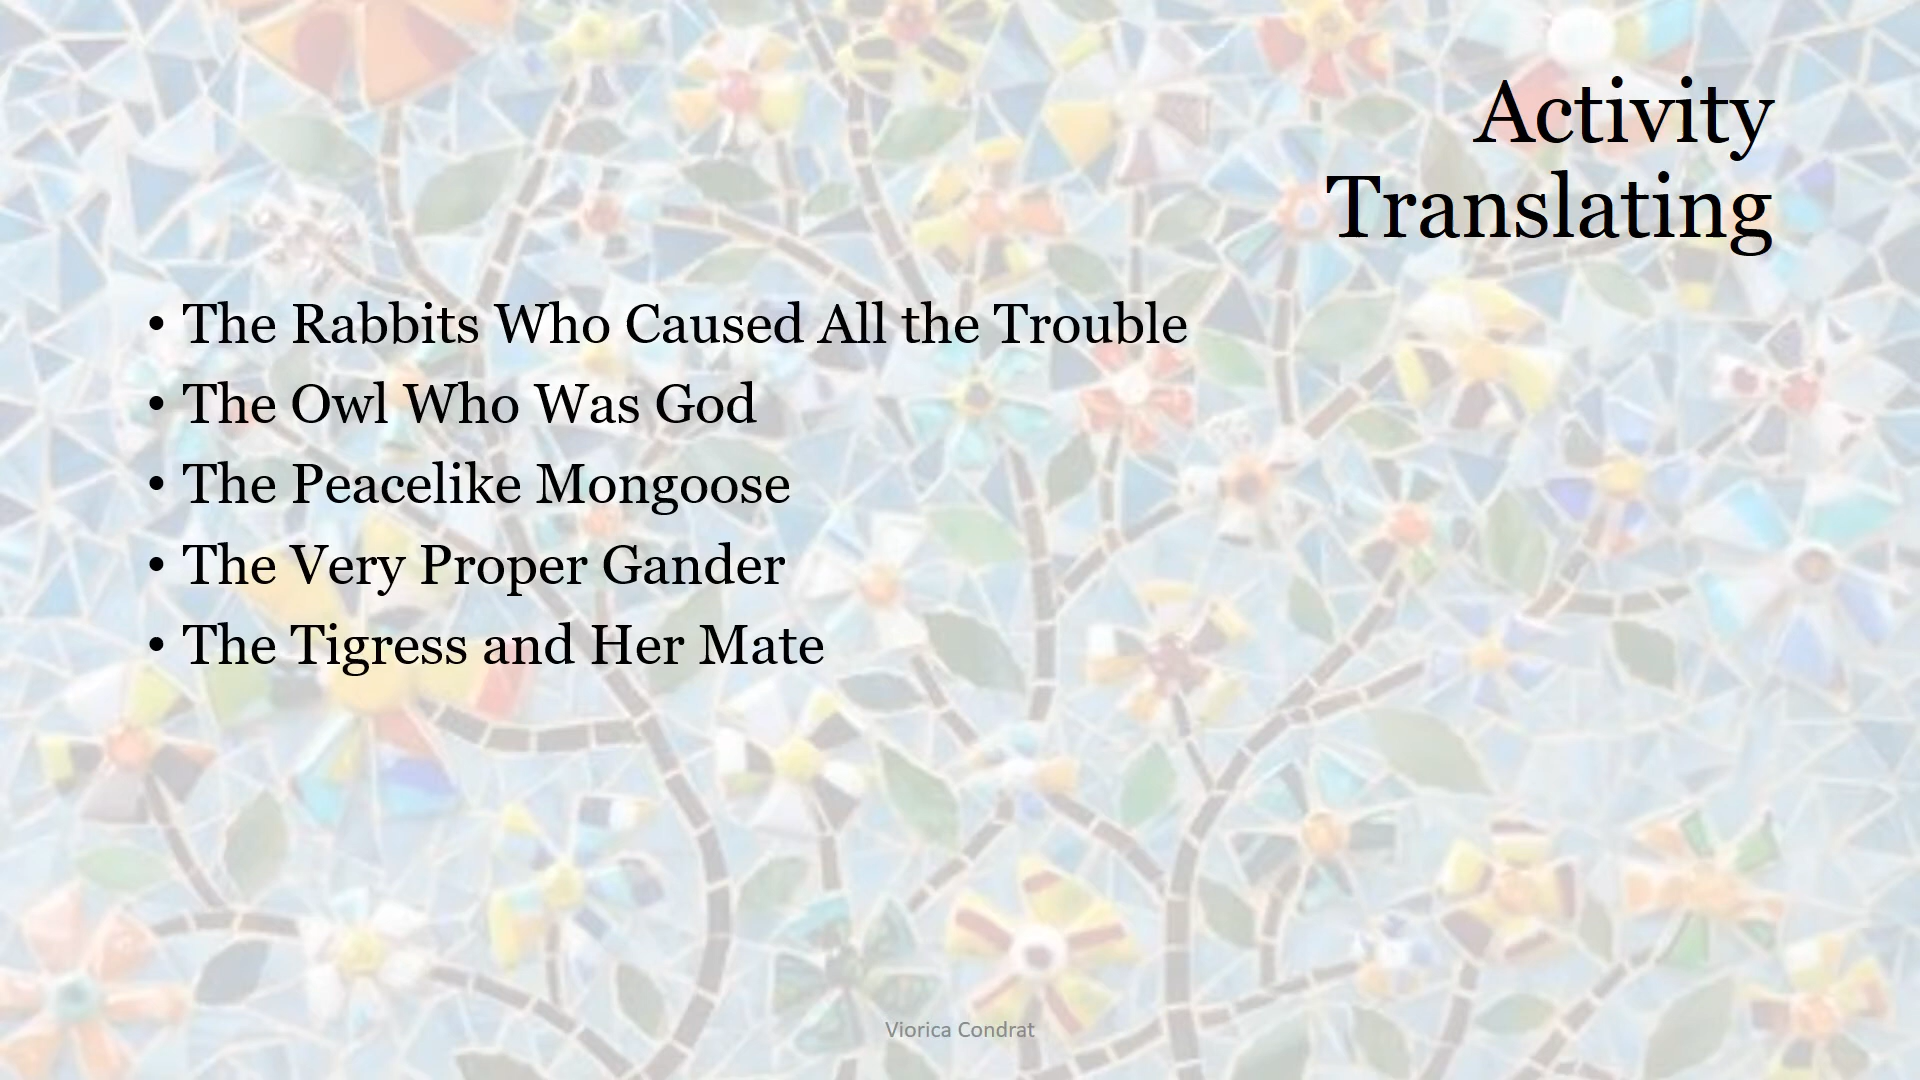 Activity
Translating
• The Rabbits Who Caused All the Trouble
• The Owl Who Was God
• The Peacelike Mongoose
• The Very Proper Gander
• The Tigress and Her Mate
Viorica Condrat